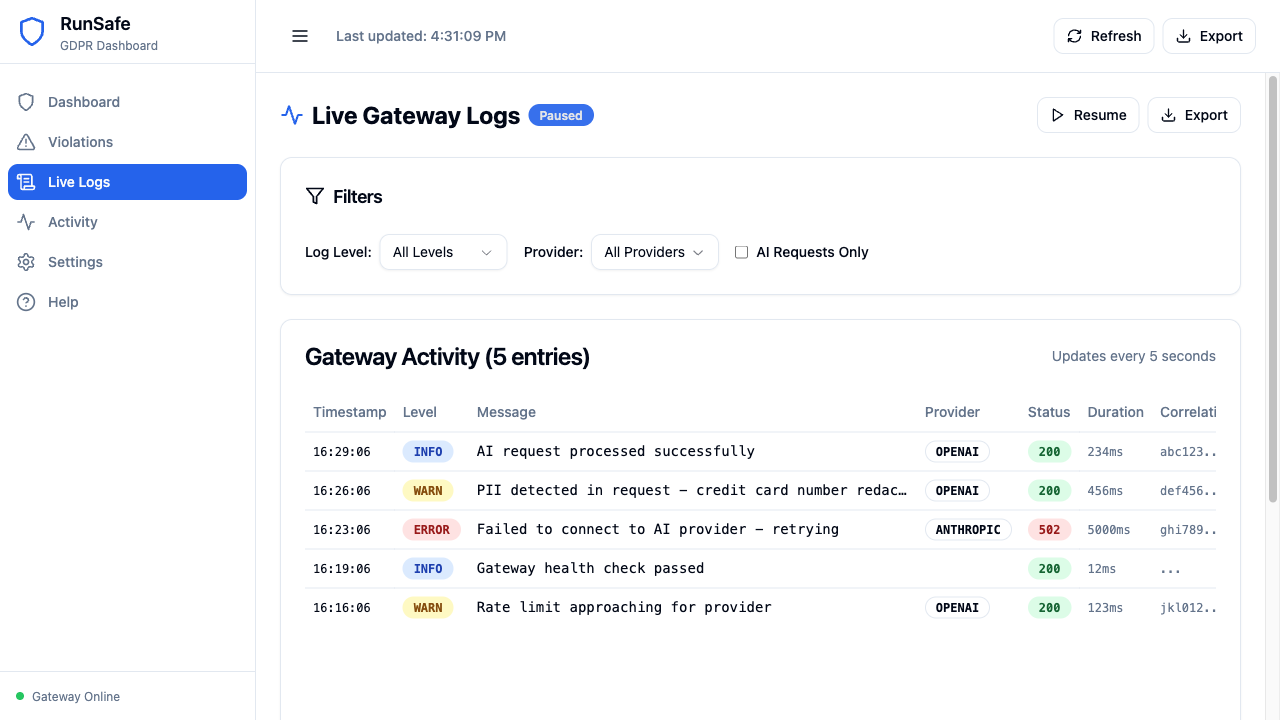 RunSafe
GDPR Dashboard
Dashboard
Violations
Live Logs
Activity
Settings
Help
Gateway Online
Last updated: 4:31:09 PM
Refresh
Export
Live Gateway Logs
Paused
Resume
Export
Filters
Log Level: All Levels Provider: All Providers AI Requests Only
Gateway Activity (5 entries)
Updates every 5 seconds
Timestamp Level Message Provider Status Duration Correlati
16:29:06 INFO AI request processed successfully OPENAI 200 234ms abc123..
16:26:06 WARN PII detected in request – credit card number redac… OPENAI 200 456ms def456..
16:23:06 ERROR Failed to connect to AI provider – retrying ANTHROPIC 502 5000ms ghi789..
16:19:06 INFO Gateway health check passed 200 12ms ...
16:16:06 WARN Rate limit approaching for provider OPENAI 200 123ms jkl012..